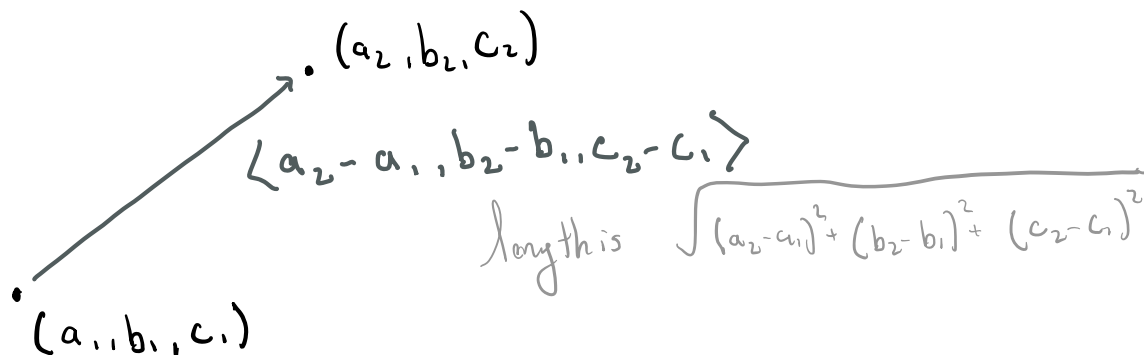 (a₂, b₂, c₂)
<a₂ - a₁, b₂ - b₁, c₂ - c₁>
length is √((a₂-a₁)² + (b₂-b₁)² + (c₂-c₁)²)
(a₁, b₁, c₁)